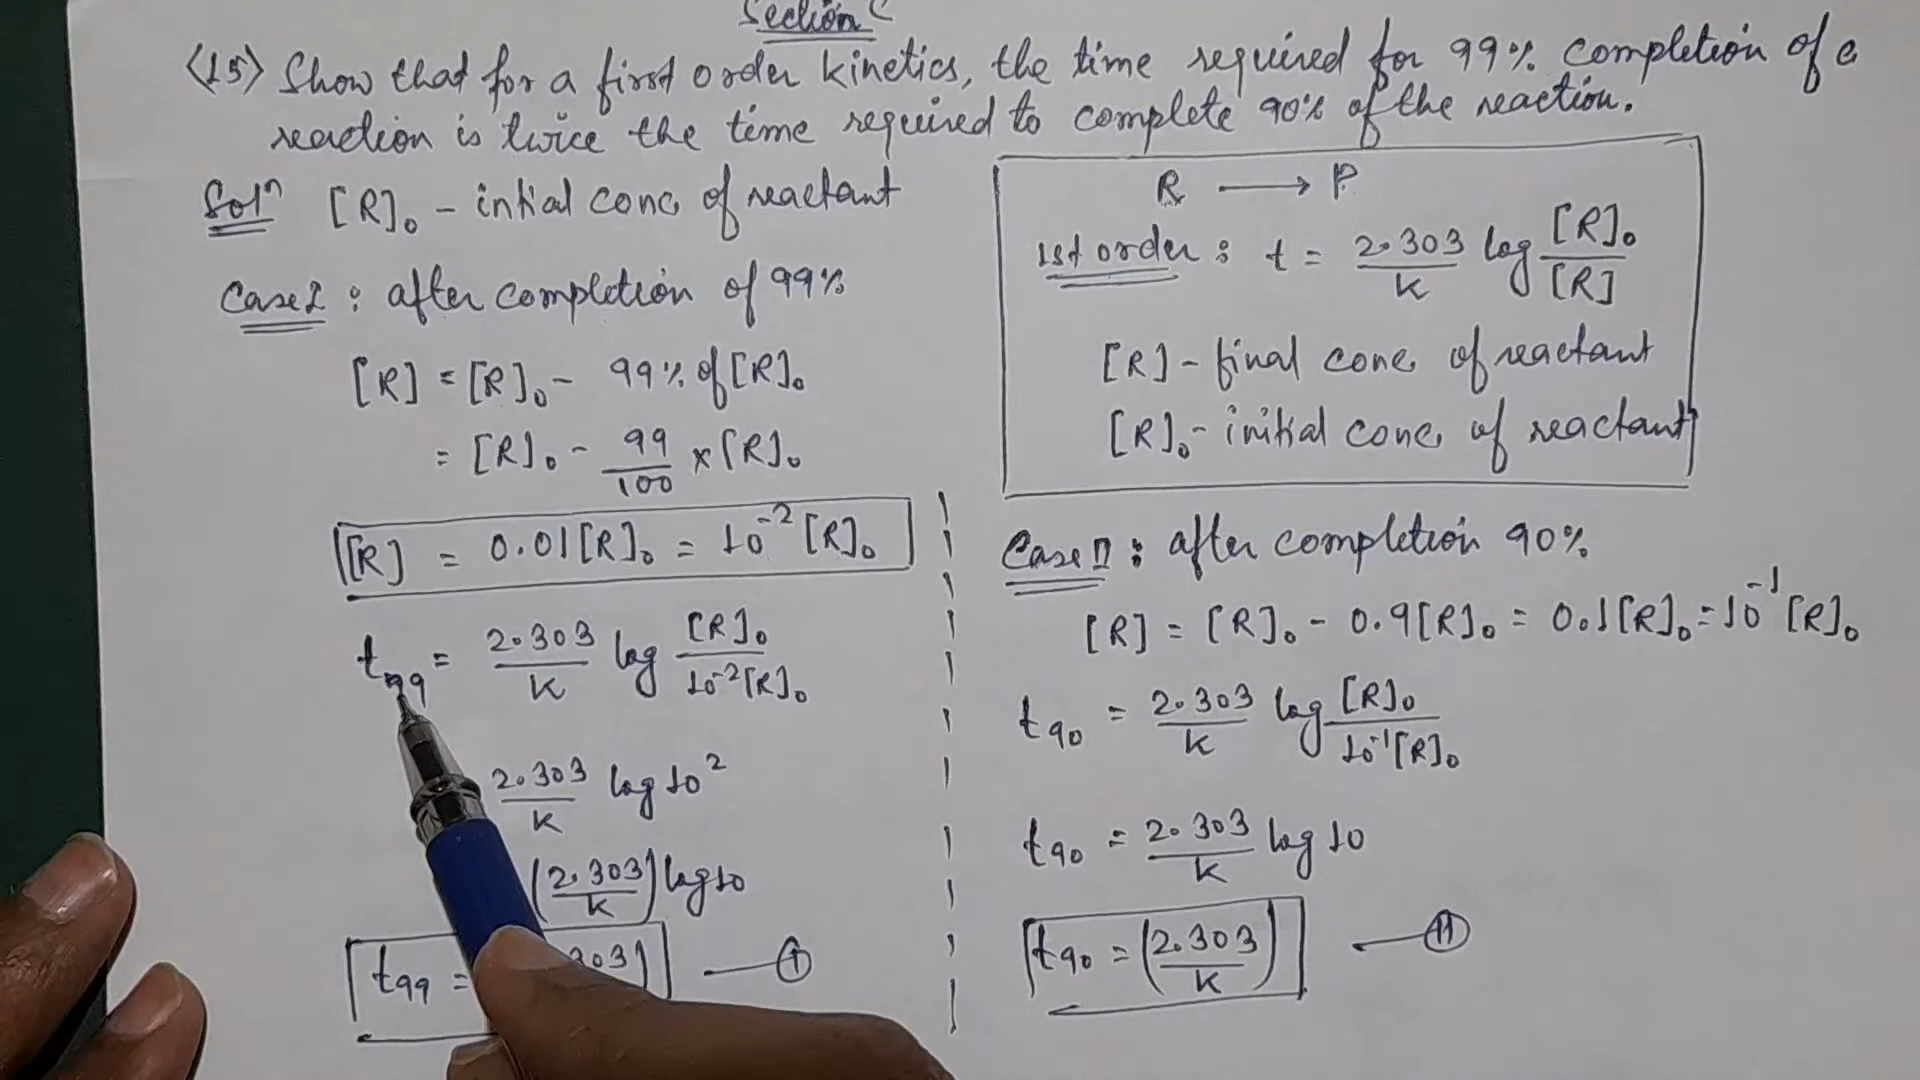 Section C
(15) Show that for a first order kinetics, the time required for 99% completion of a
reaction is twice the time required to complete 90% of the reaction.
Solⁿ [R]₀ - intial conc of reactant
Case I : after completion of 99%
[R] = [R]₀ - 99% of [R]₀
= [R]₀ - 99/100 × [R]₀
[R] = 0.01[R]₀ = 10⁻² [R]₀
t₉₉ = 2.303/K log [R]₀/10⁻²[R]₀
2.303/K log 10²
(2.303/K) log 10
t₉₉ = 303) — (I)
R ⟶ P
1st order : t = 2.303/K log [R]₀/[R]
[R] - final conc of reactant
[R]₀ - initial conc of reactant
Case II : after completion 90%
[R] = [R]₀ - 0.9[R]₀ = 0.1[R]₀ = 10⁻¹ [R]₀
t₉₀ = 2.303/K log [R]₀/10⁻¹[R]₀
t₉₀ = 2.303/K log 10
t₉₀ = (2.303/K) — (II)